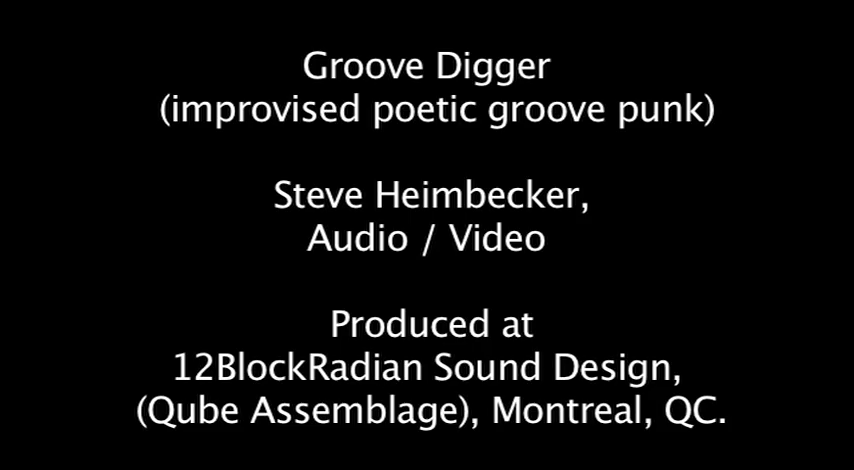 Groove Digger
(improvised poetic groove punk)
Steve Heimbecker,
Audio / Video
Produced at
12BlockRadian Sound Design,
(Qube Assemblage), Montreal, QC.